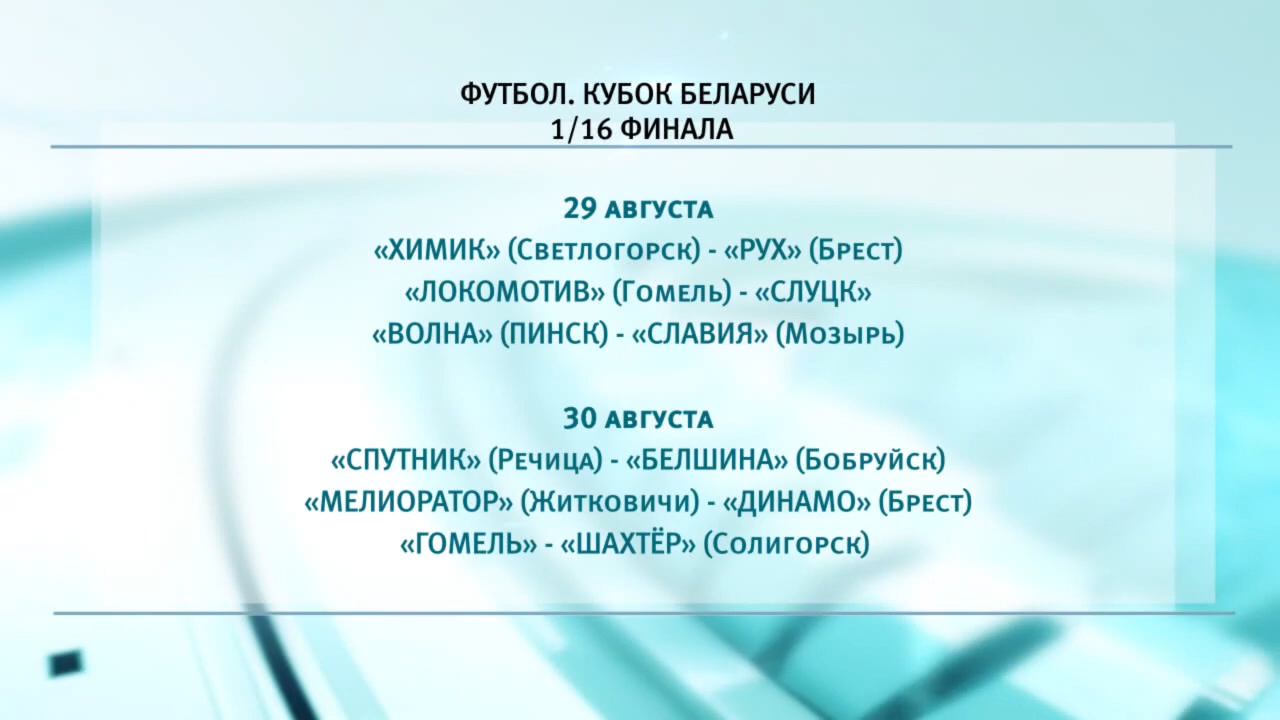 ФУТБОЛ. КУБОК БЕЛАРУСИ
1/16 ФИНАЛА
29 АВГУСТА
«ХИМИК» (Светлогорск) - «РУХ» (Брест)
«ЛОКОМОТИВ» (Гомель) - «СЛУЦК»
«ВОЛНА» (ПИНСК) - «СЛАВИЯ» (Мозырь)
30 АВГУСТА
«СПУТНИК» (Речица) - «БЕЛШИНА» (Бобруйск)
«МЕЛИОРАТОР» (Житковичи) - «ДИНАМО» (Брест)
«ГОМЕЛЬ» - «ШАХТЁР» (Солигорск)